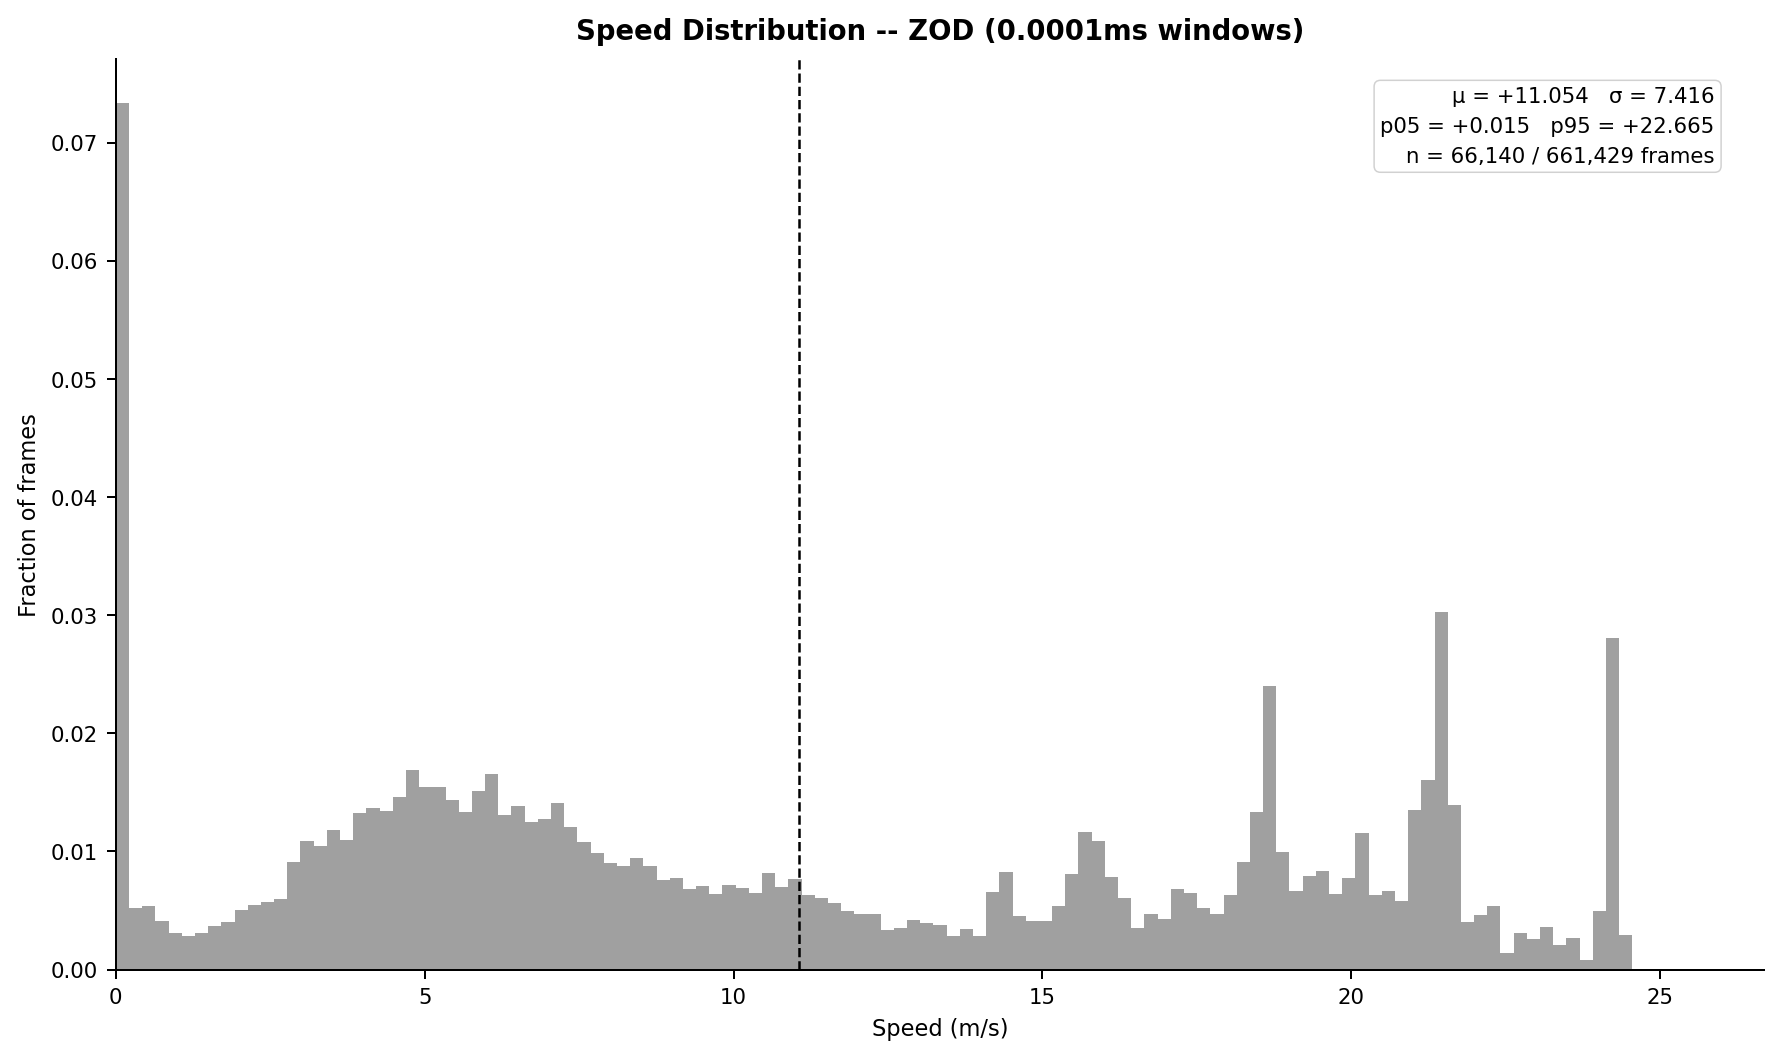 Speed Distribution -- ZOD (0.0001ms windows)
μ = +11.054   σ = 7.416
p05 = +0.015   p95 = +22.665
n = 66,140 / 661,429 frames
Fraction of frames
0.07
0.06
0.05
0.04
0.03
0.02
0.01
0.00
0 5 10 15 20 25
Speed (m/s)